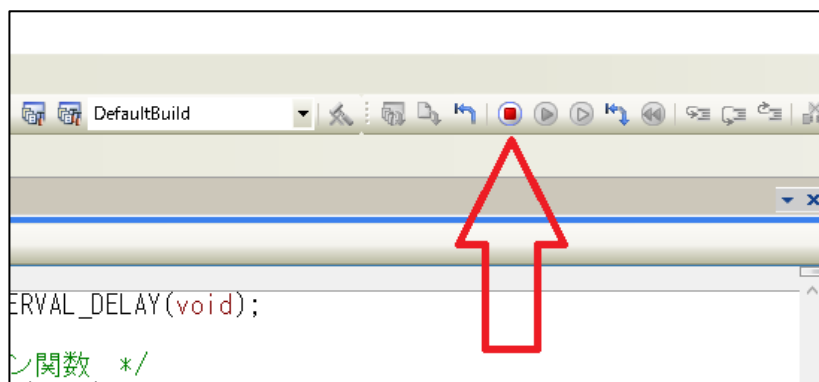 DefaultBuild
ERVAL_DELAY(void);
ン関数 */